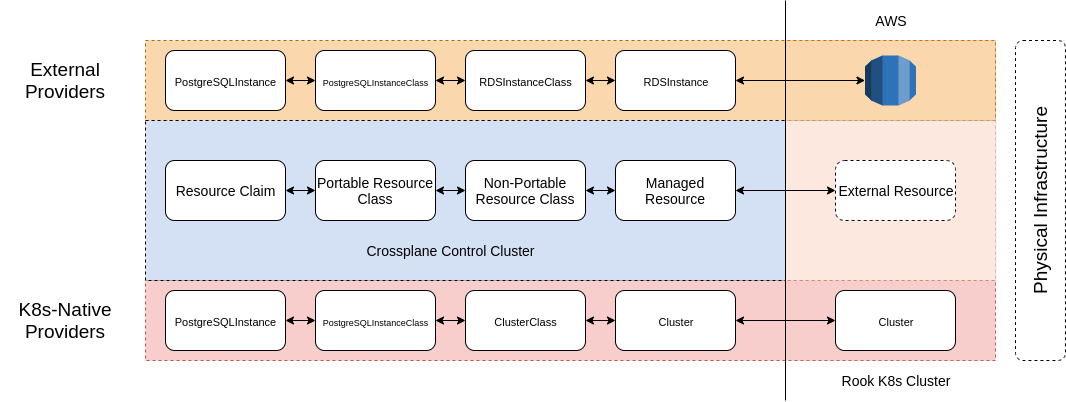 AWS
External
Providers
PostgreSQLInstance
PostgreSQLInstanceClass
RDSInstanceClass
RDSInstance
Resource Claim
Portable Resource
Class
Non-Portable
Resource Class
Managed
Resource
External Resource
Crossplane Control Cluster
K8s-Native
Providers
PostgreSQLInstance
PostgreSQLInstanceClass
ClusterClass
Cluster
Cluster
Rook K8s Cluster
Physical Infrastructure